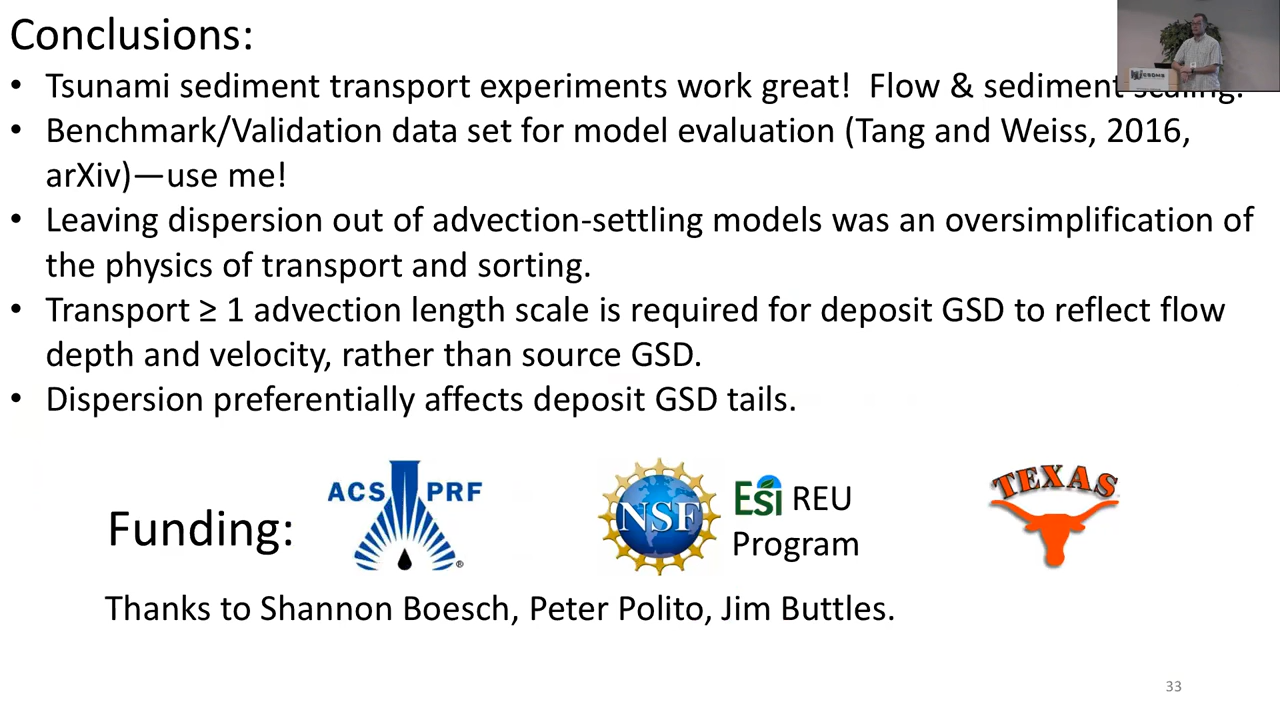 Conclusions:
• Tsunami sediment transport experiments work great!  Flow & sediment scaling.
• Benchmark/Validation data set for model evaluation (Tang and Weiss, 2016,
arXiv)—use me!
• Leaving dispersion out of advection-settling models was an oversimplification of
the physics of transport and sorting.
• Transport ≥ 1 advection length scale is required for deposit GSD to reflect flow
depth and velocity, rather than source GSD.
• Dispersion preferentially affects deposit GSD tails.
Funding:
ACS PRF ®
NSF
ESi REU
Program
TEXAS
Thanks to Shannon Boesch, Peter Polito, Jim Buttles.
33